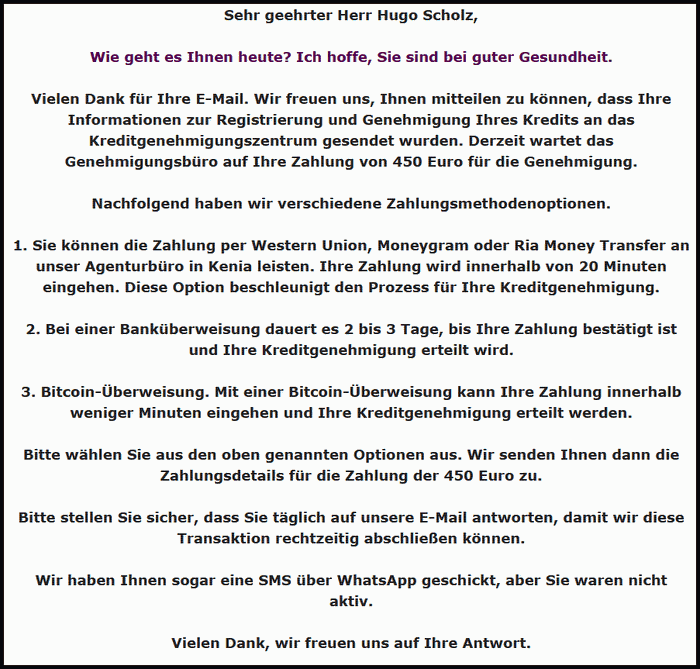 Sehr geehrter Herr Hugo Scholz,
Wie geht es Ihnen heute? Ich hoffe, Sie sind bei guter Gesundheit.
Vielen Dank für Ihre E-Mail. Wir freuen uns, Ihnen mitteilen zu können, dass Ihre
Informationen zur Registrierung und Genehmigung Ihres Kredits an das
Kreditgenehmigungszentrum gesendet wurden. Derzeit wartet das
Genehmigungsbüro auf Ihre Zahlung von 450 Euro für die Genehmigung.
Nachfolgend haben wir verschiedene Zahlungsmethodenoptionen.
1. Sie können die Zahlung per Western Union, Moneygram oder Ria Money Transfer an
unser Agenturbüro in Kenia leisten. Ihre Zahlung wird innerhalb von 20 Minuten
eingehen. Diese Option beschleunigt den Prozess für Ihre Kreditgenehmigung.
2. Bei einer Banküberweisung dauert es 2 bis 3 Tage, bis Ihre Zahlung bestätigt ist
und Ihre Kreditgenehmigung erteilt wird.
3. Bitcoin-Überweisung. Mit einer Bitcoin-Überweisung kann Ihre Zahlung innerhalb
weniger Minuten eingehen und Ihre Kreditgenehmigung erteilt werden.
Bitte wählen Sie aus den oben genannten Optionen aus. Wir senden Ihnen dann die
Zahlungsdetails für die Zahlung der 450 Euro zu.
Bitte stellen Sie sicher, dass Sie täglich auf unsere E-Mail antworten, damit wir diese
Transaktion rechtzeitig abschließen können.
Wir haben Ihnen sogar eine SMS über WhatsApp geschickt, aber Sie waren nicht
aktiv.
Vielen Dank, wir freuen uns auf Ihre Antwort.